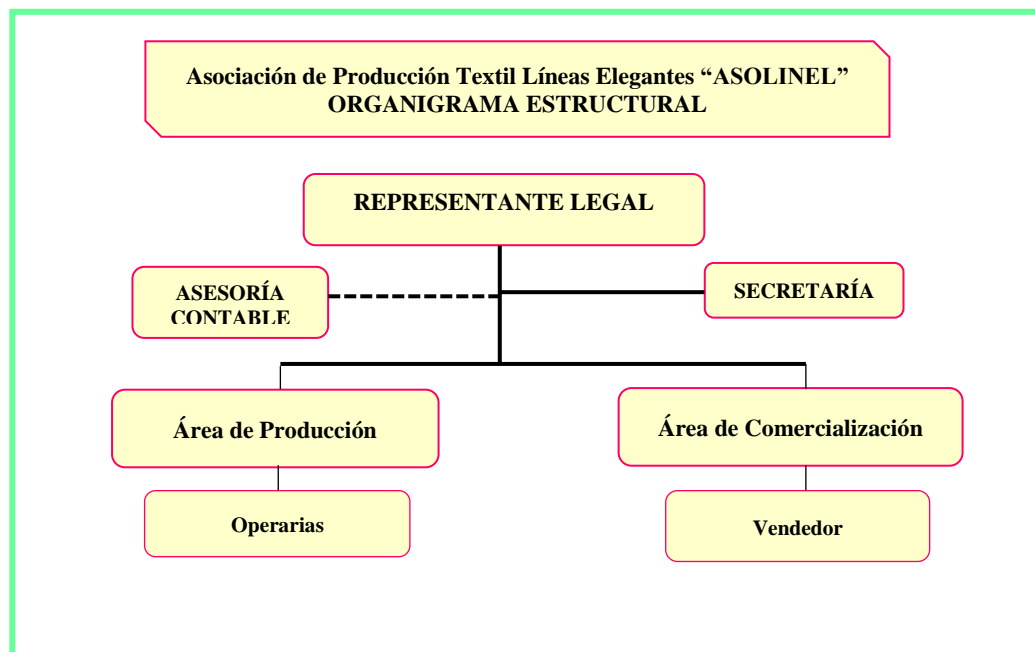 Asociación de Producción Textil Líneas Elegantes “ASOLINEL”
ORGANIGRAMA ESTRUCTURAL
REPRESENTANTE LEGAL
ASESORÍA
CONTABLE
SECRETARÍA
Área de Producción
Área de Comercialización
Operarias
Vendedor